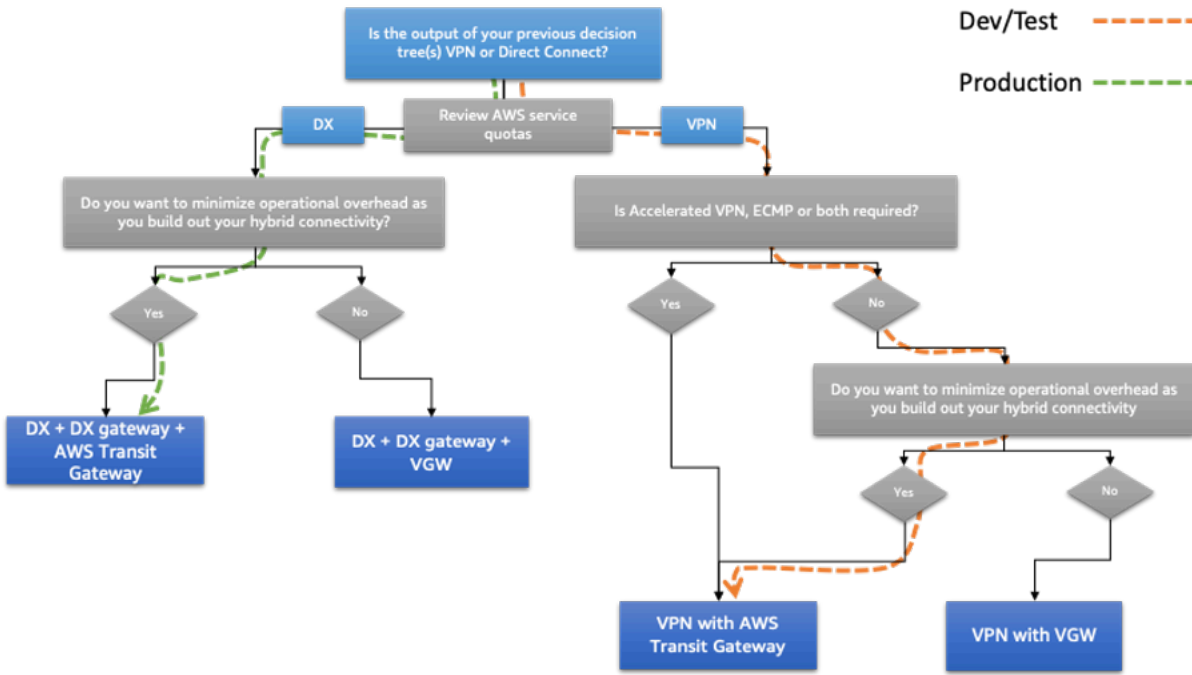 Is the output of your previous decision
tree(s) VPN or Direct Connect?
Dev/Test
Production
DX
Review AWS service
quotas
VPN
Do you want to minimize operational overhead as
you build out your hybrid connectivity?
Is Accelerated VPN, ECMP or both required?
Yes
No
Yes
No
Do you want to minimize operational overhead as
you build out your hybrid connectivity
DX + DX gateway +
AWS Transit
Gateway
DX + DX gateway +
VGW
Yes
No
VPN with AWS
Transit Gateway
VPN with VGW